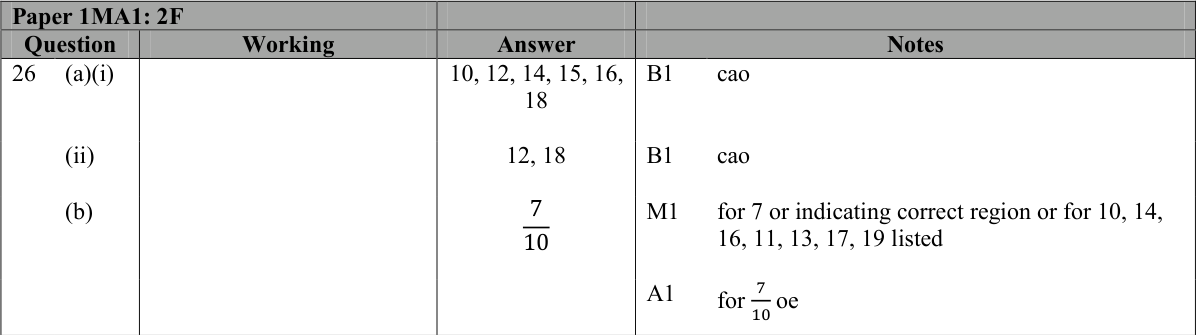 Paper 1MA1: 2F
Question Working Answer Notes
26 (a)(i) 10, 12, 14, 15, 16, B1 cao
18
(ii) 12, 18 B1 cao
(b) 7/10 M1 for 7 or indicating correct region or for 10, 14,
16, 11, 13, 17, 19 listed
A1 for 7/10 oe